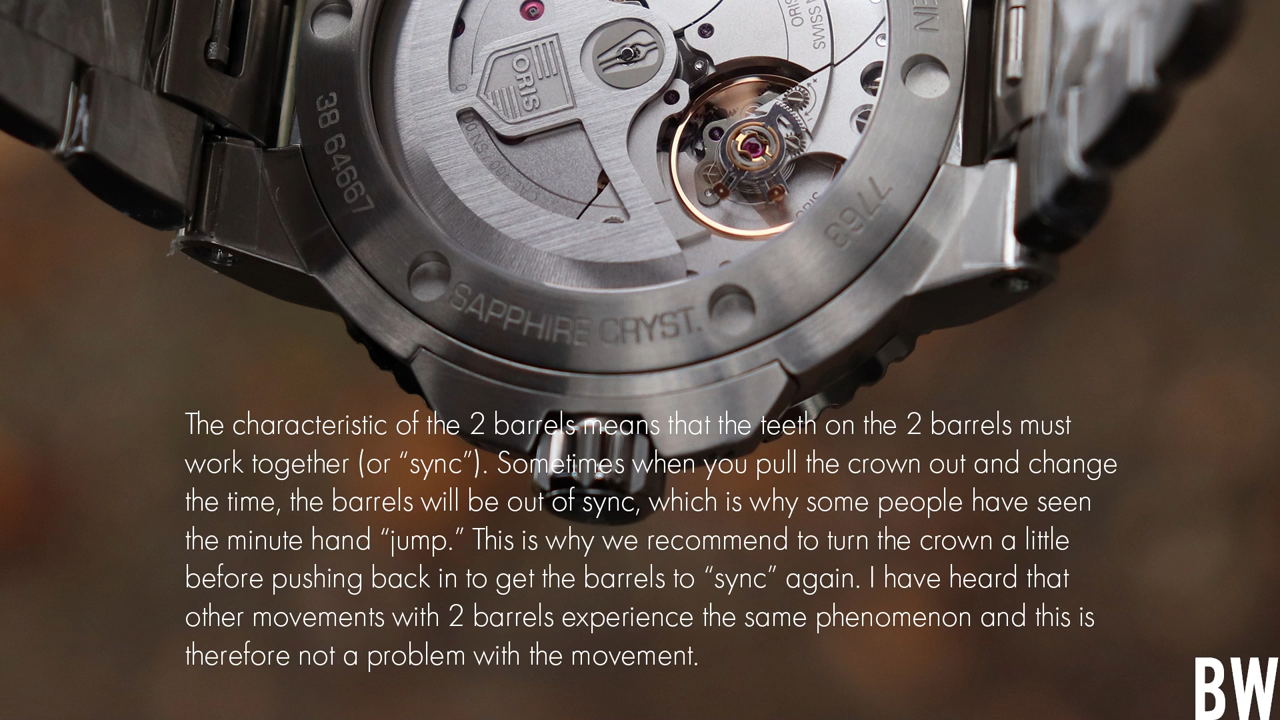 ORIS
SWISS
ORIS
EIN
38 64667
7763
SAPPHIRE CRYST.
The characteristic of the 2 barrels means that the teeth on the 2 barrels must
work together (or “sync”). Sometimes when you pull the crown out and change
the time, the barrels will be out of sync, which is why some people have seen
the minute hand “jump.” This is why we recommend to turn the crown a little
before pushing back in to get the barrels to “sync” again. I have heard that
other movements with 2 barrels experience the same phenomenon and this is
therefore not a problem with the movement.
BW